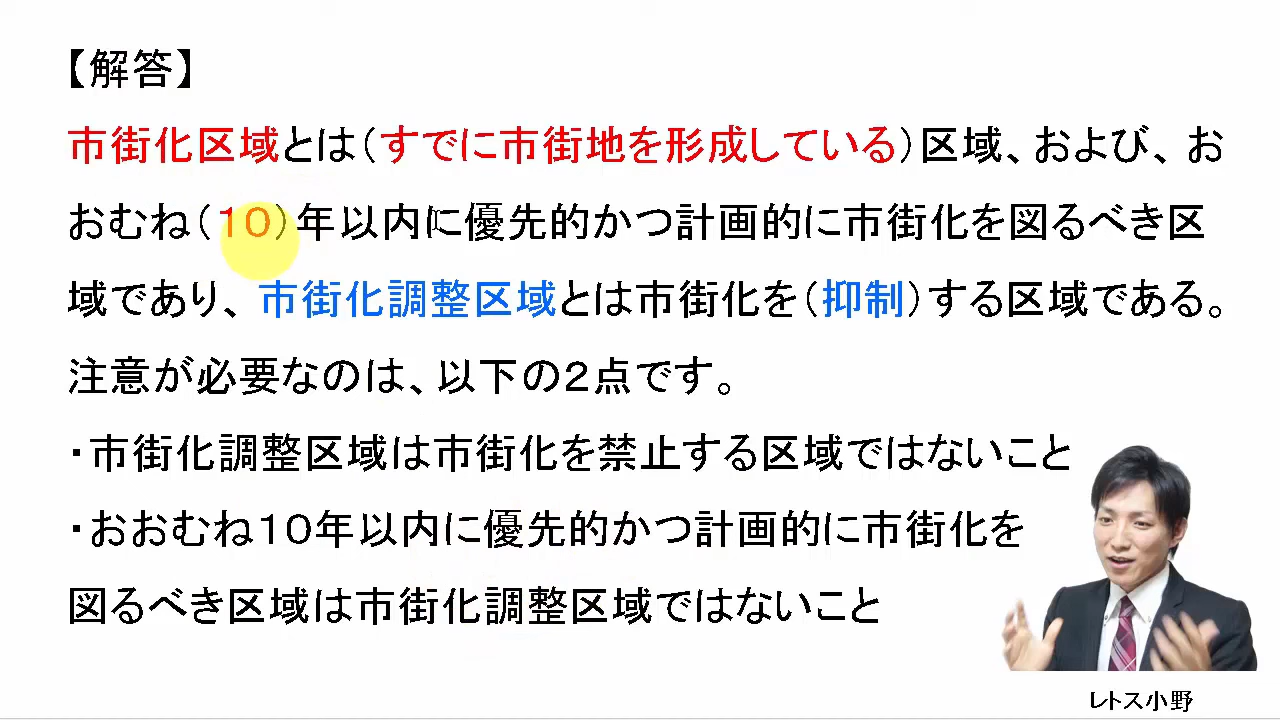 【解答】
市街化区域とは（すでに市街地を形成している）区域、および、お
おむね（１０）年以内に優先的かつ計画的に市街化を図るべき区
域であり、市街化調整区域とは市街化を（抑制）する区域である。
注意が必要なのは、以下の２点です。
・市街化調整区域は市街化を禁止する区域ではないこと
・おおむね１０年以内に優先的かつ計画的に市街化を
図るべき区域は市街化調整区域ではないこと
レトス小野